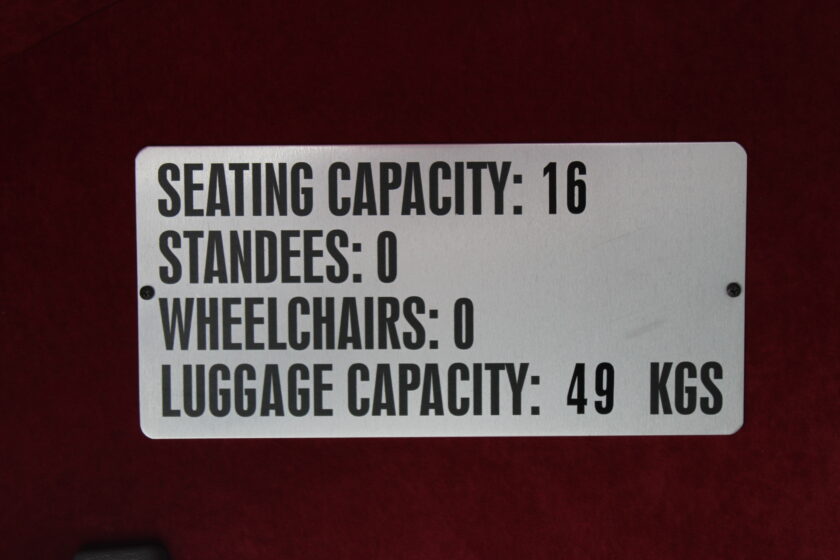 SEATING CAPACITY: 16
STANDEES: 0
WHEELCHAIRS: 0
LUGGAGE CAPACITY: 49 KGS